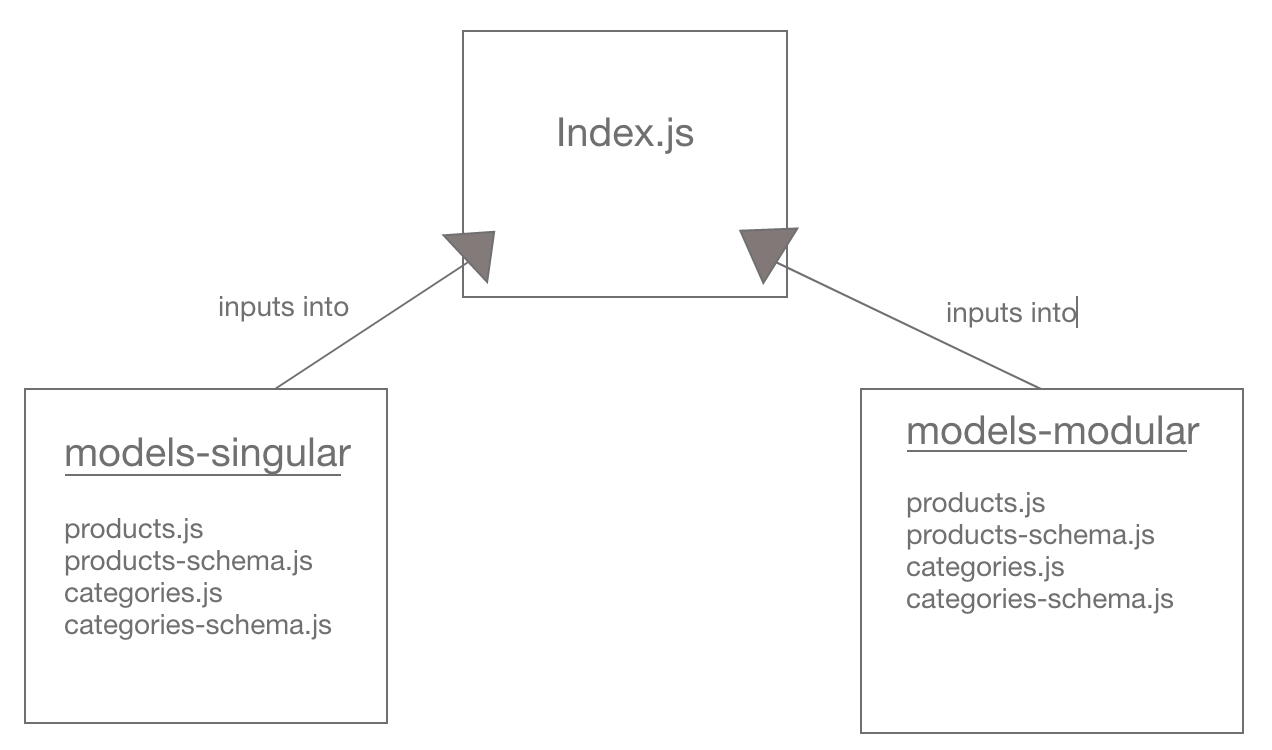 Index.js
inputs into
inputs into
models-singular
products.js
products-schema.js
categories.js
categories-schema.js
models-modular
products.js
products-schema.js
categories.js
categories-schema.js